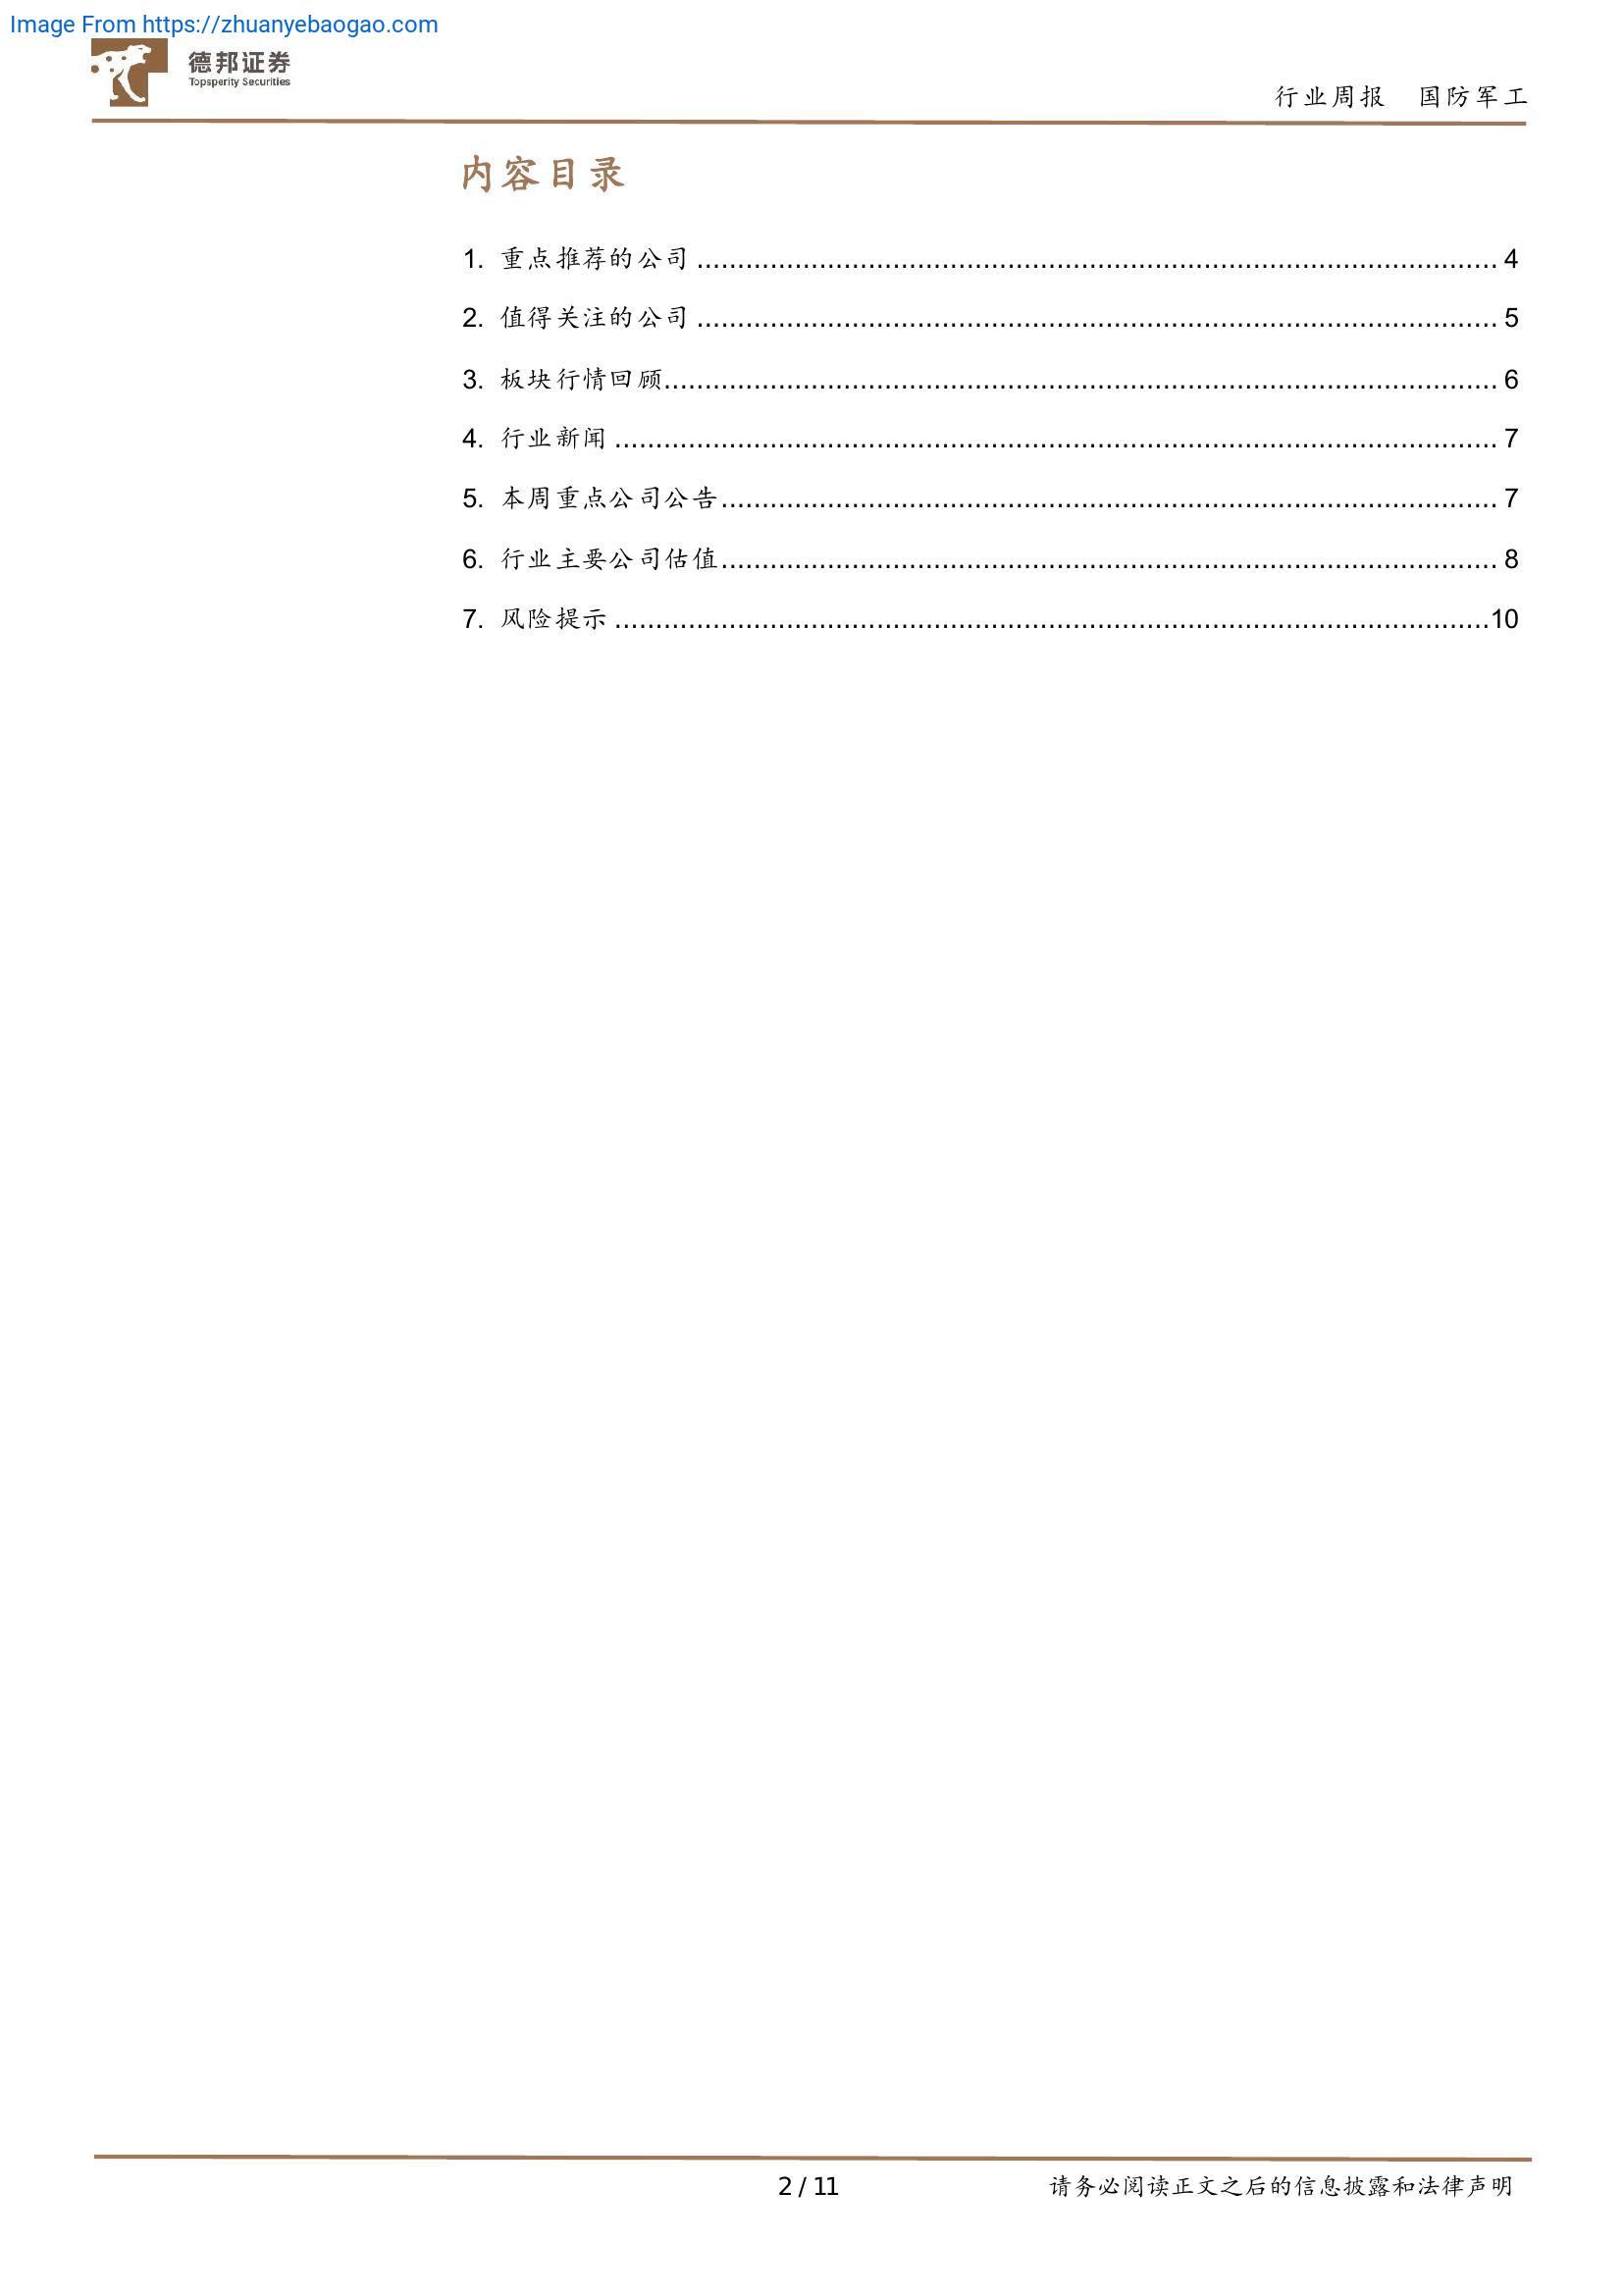 Image From https://zhuanyebaogao.com
德邦证券
Topsperity Securities
行业周报 国防军工
内容目录
1. 重点推荐的公司 ........................................ 4
2. 值得关注的公司 ........................................ 5
3. 板块行情回顾 ........................................ 6
4. 行业新闻 ........................................ 7
5. 本周重点公司公告 ........................................ 7
6. 行业主要公司估值 ........................................ 8
7. 风险提示 ........................................ 10
2 / 11
请务必阅读正文之后的信息披露和法律声明